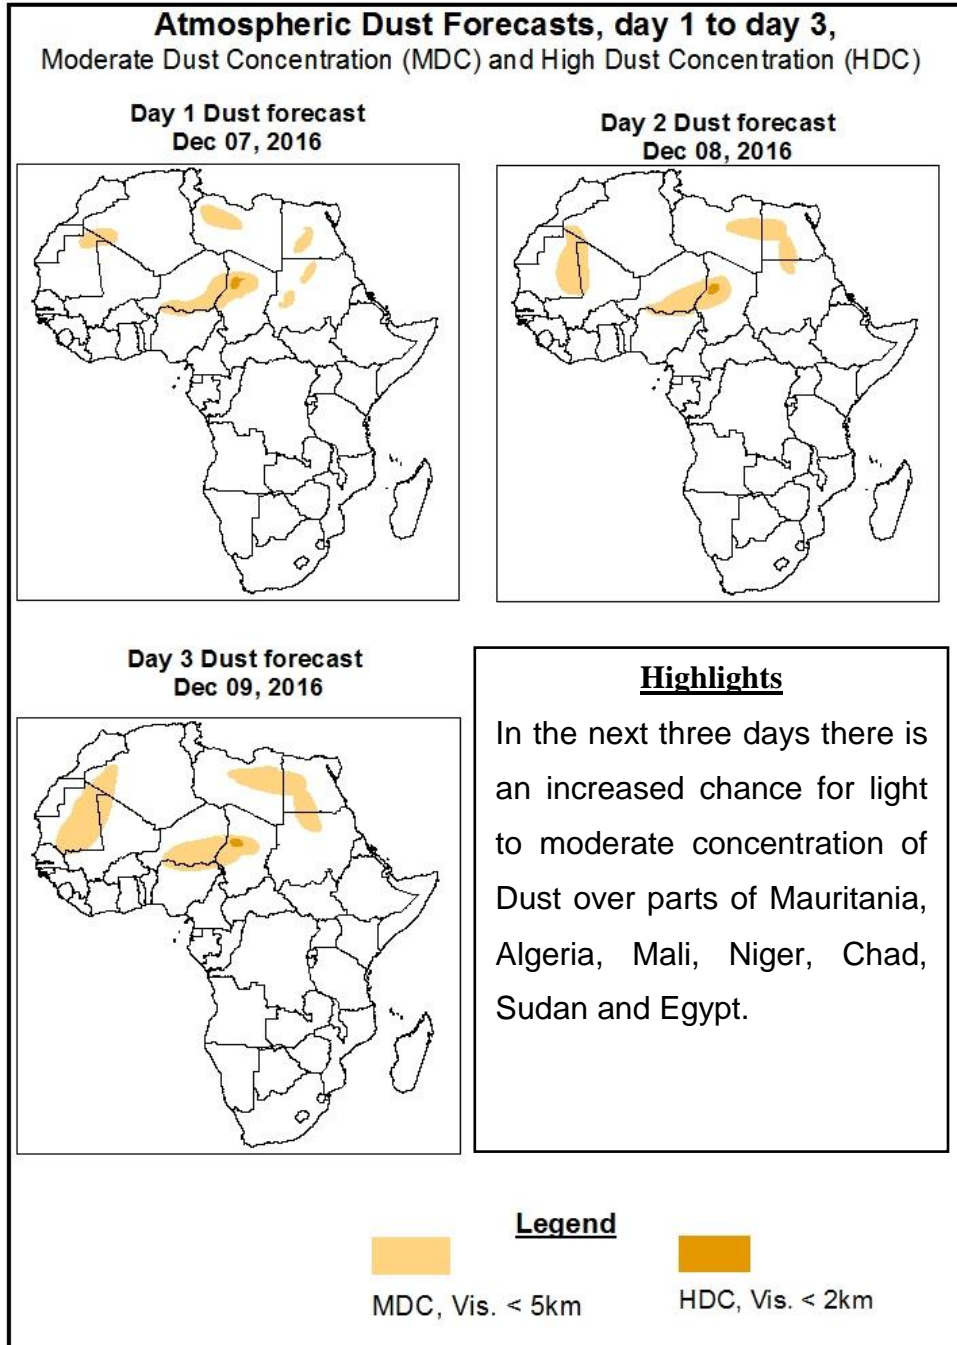 Atmospheric Dust Forecasts, day 1 to day 3,
Moderate Dust Concentration (MDC) and High Dust Concentration (HDC)
Day 1 Dust forecast
Dec 07, 2016
Day 2 Dust forecast
Dec 08, 2016
Day 3 Dust forecast
Dec 09, 2016
Highlights
In the next three days there is
an increased chance for light
to moderate concentration of
Dust over parts of Mauritania,
Algeria, Mali, Niger, Chad,
Sudan and Egypt.
Legend
MDC, Vis. < 5km
HDC, Vis. < 2km